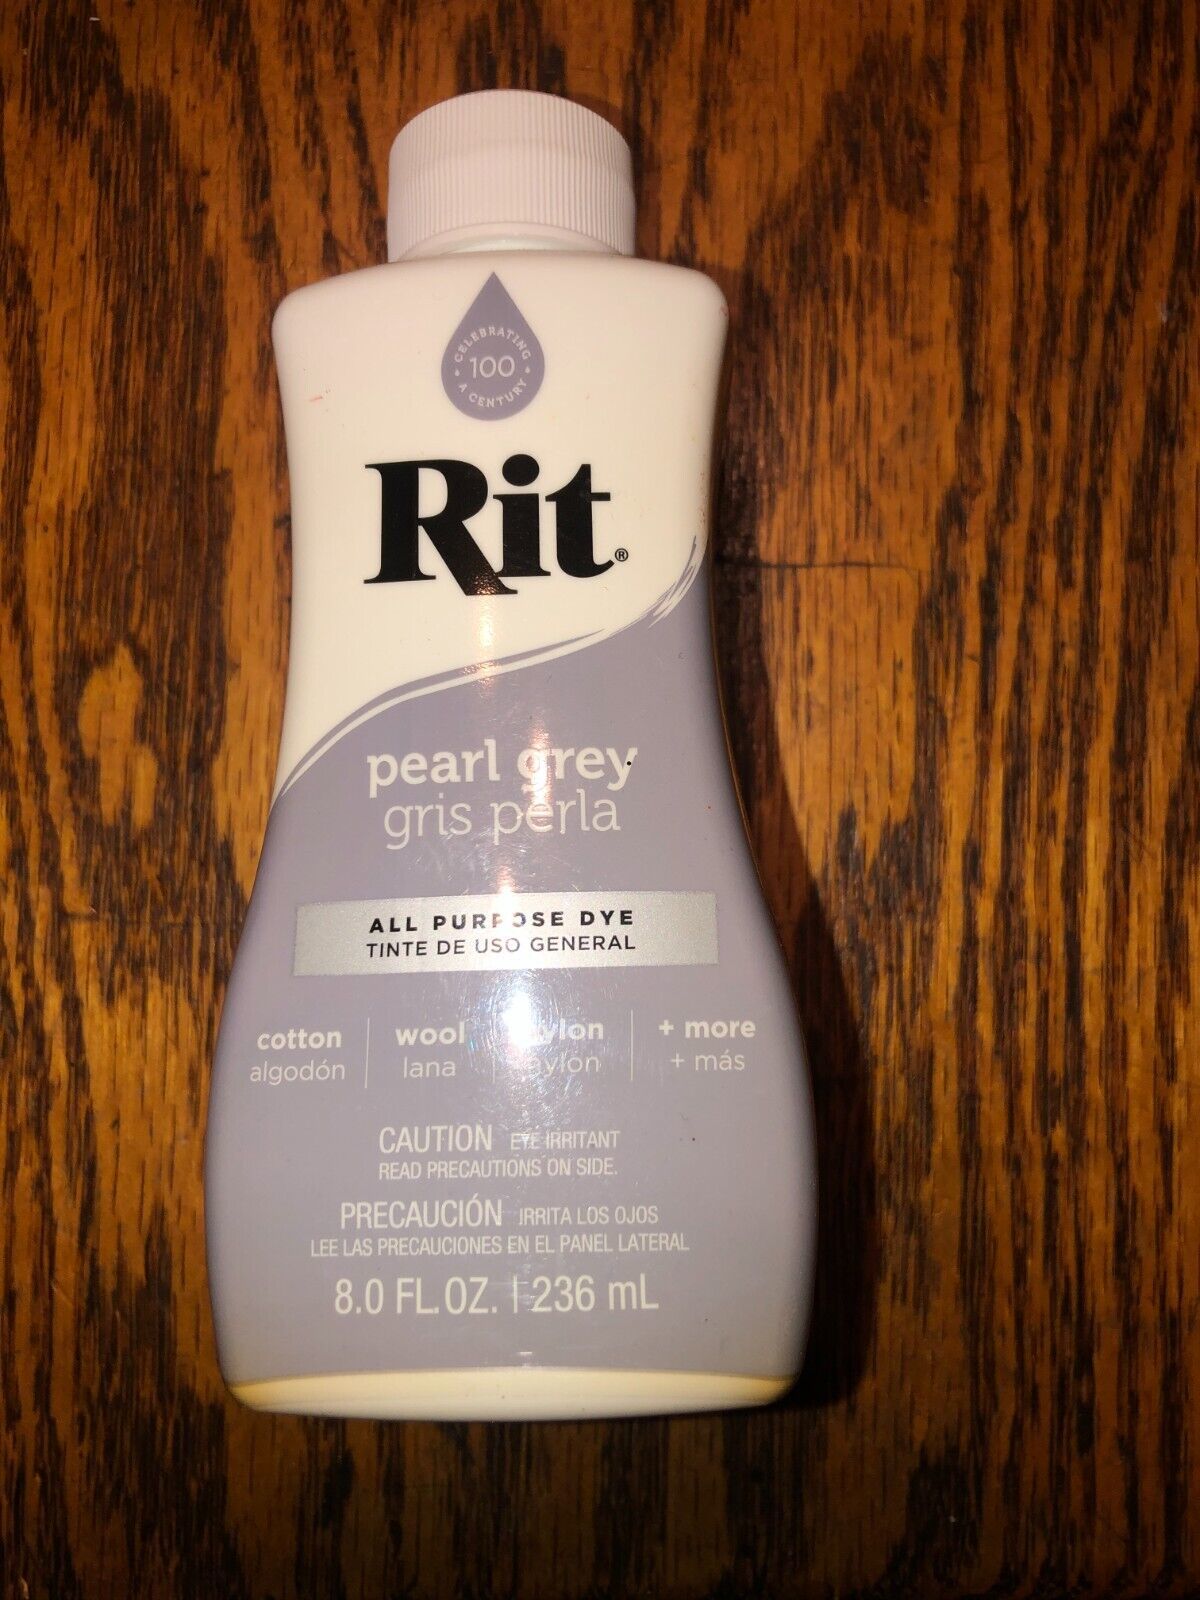 CELEBRATING
100
A CENTURY
Rit®
pearl grey
gris perla
ALL PURPOSE DYE
TINTE DE USO GENERAL
cotton wool nylon + more
algodón lana nylon + más
CAUTION EYE IRRITANT
READ PRECAUTIONS ON SIDE.
PRECAUCIÓN IRRITA LOS OJOS
LEE LAS PRECAUCIONES EN EL PANEL LATERAL
8.0 FL.OZ. | 236 mL